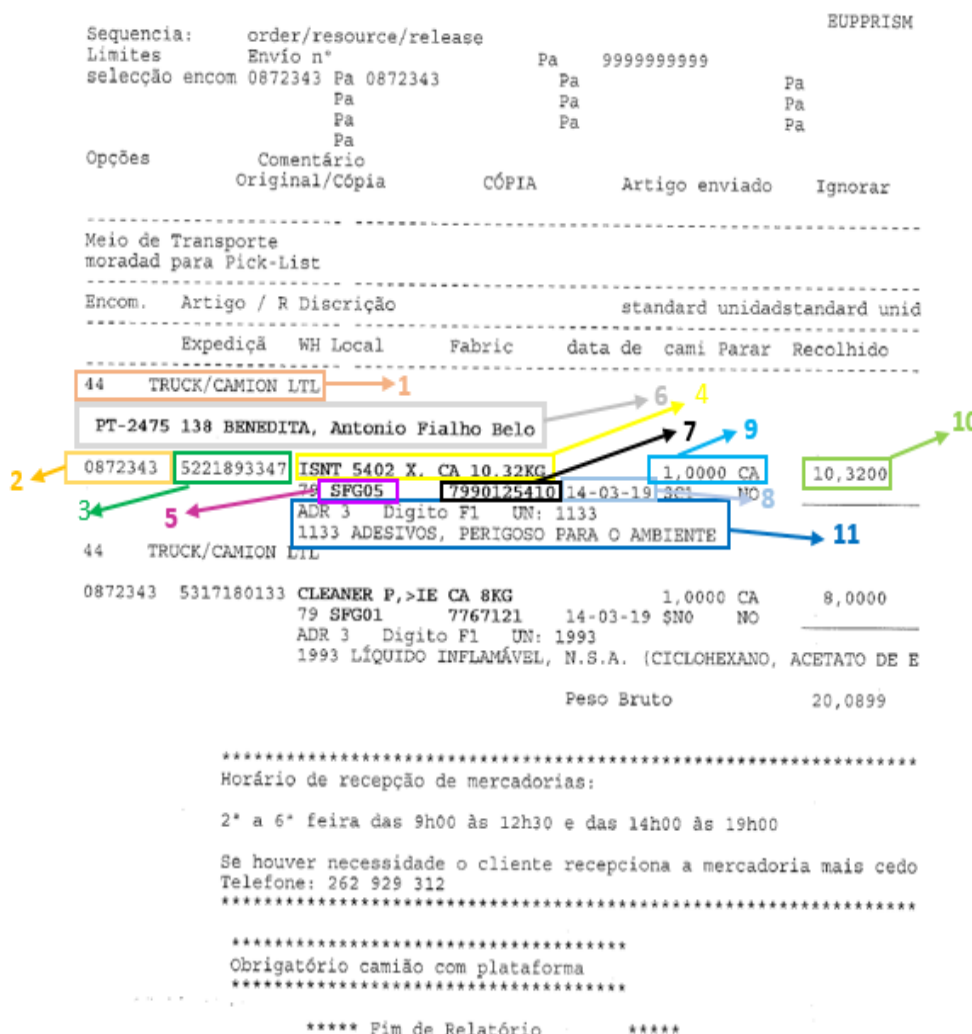 EUPPRISM
Sequencia: order/resource/release
Limites Envío n° Pa 9999999999
selecção encom 0872343 Pa 0872343 Pa Pa
Pa Pa Pa
Pa Pa Pa
Pa
Opções Comentário
Original/Cópia CÓPIA Artigo enviado Ignorar
Meio de Transporte
moradad para Pick-List
Encom. Artigo / R Discrição standard unidadstandard unid
Expediçã WH Local Fabric data de cami Parar Recolhido
44 TRUCK/CAMION LTL 1
6 4
PT-2475 138 BENEDITA, Antonio Fialho Belo 7 9 10
2 0872343 5221893347 ISNT 5402 X. CA 10.32KG 1,0000 CA 10,3200
3 5 79 SFG05 7990125410 14-03-19 NO 8
ADR 3 Digito F1 UN: 1133
1133 ADESIVOS, PERIGOSO PARA O AMBIENTE 11
44 TRUCK/CAMION LTL
0872343 5317180133 CLEANER P,>IE CA 8KG 1,0000 CA 8,0000
79 SFG01 7767121 14-03-19 $N0 NO
ADR 3 Digito F1 UN: 1993
1993 LÍQUIDO INFLAMÁVEL, N.S.A. (CICLOHEXANO, ACETATO DE E
Peso Bruto 20,0899
****************************************************************
Horário de recepção de mercadorias:
2ª a 6ª feira das 9h00 às 12h30 e das 14h00 às 19h00
Se houver necessidade o cliente recepciona a mercadoria mais cedo
Telefone: 262 929 312
****************************************************************
************************************
Obrigatório camião com plataforma
************************************
***** Fim de Relatório *****